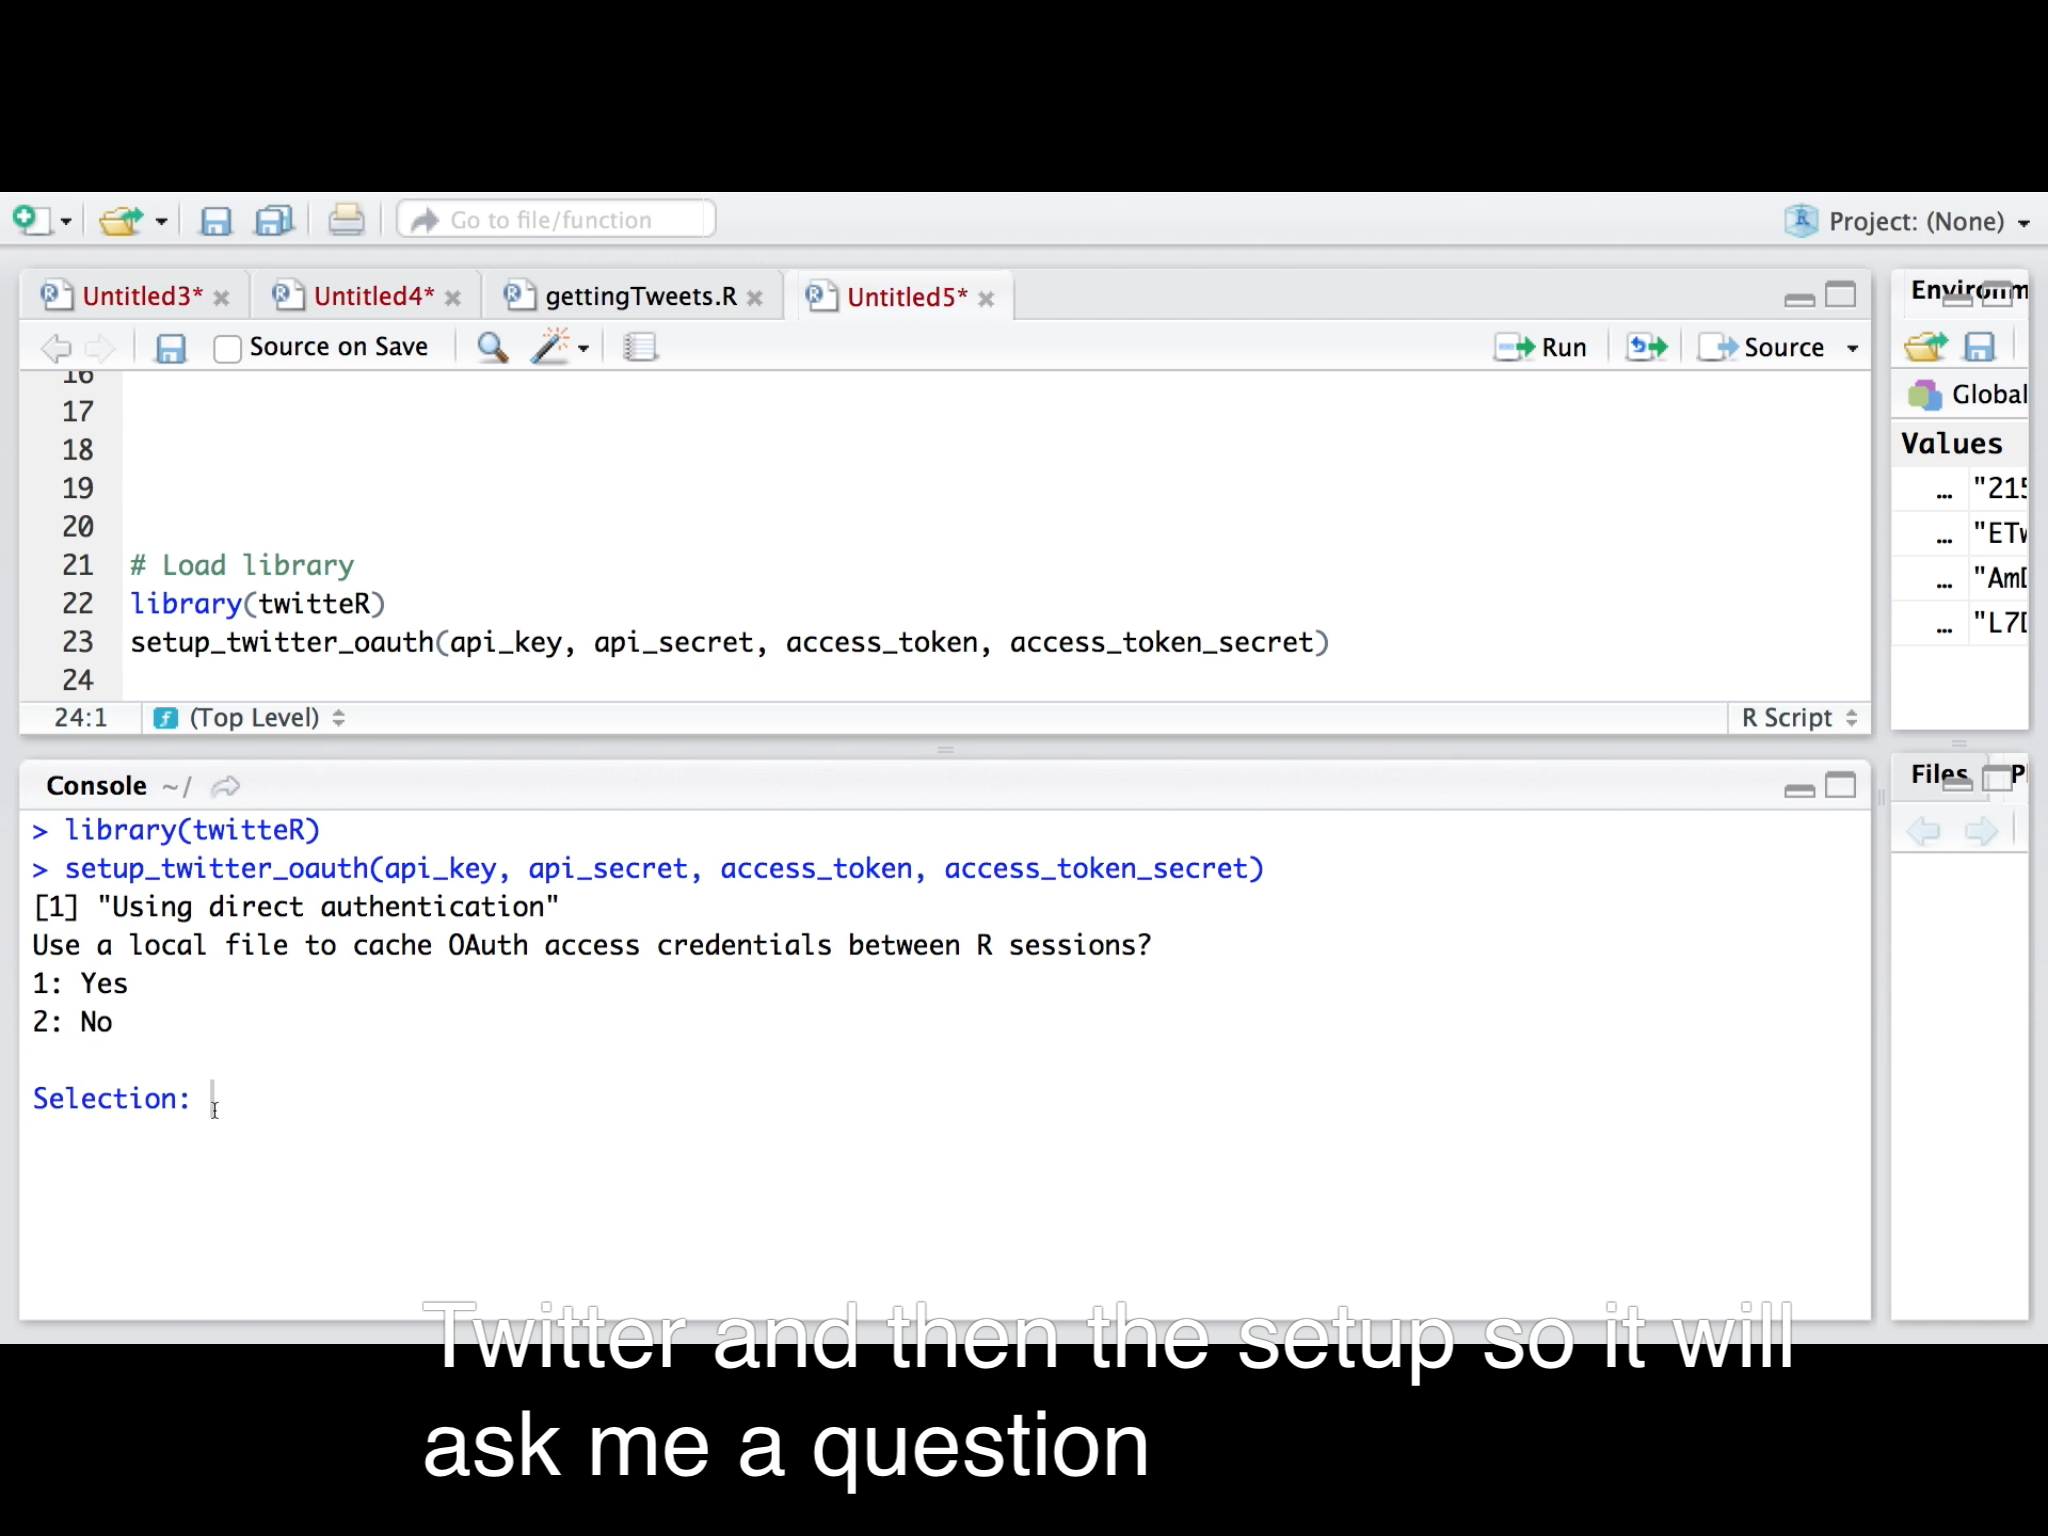 Go to file/function
Project: (None)
Untitled3*
Untitled4*
gettingTweets.R
Untitled5*
Source on Save
Run
Source
16
17
18
19
20
21 # Load library
22 library(twitteR)
23 setup_twitter_oauth(api_key, api_secret, access_token, access_token_secret)
24
24:1 (Top Level) R Script
Console ~/
> library(twitteR)
> setup_twitter_oauth(api_key, api_secret, access_token, access_token_secret)
[1] "Using direct authentication"
Use a local file to cache OAuth access credentials between R sessions?
1: Yes
2: No
Selection:
Environm
Global
Values
... "215
... "ETw
... "AmD
... "L7D
Files Pl
Twitter and then the setup so it will
ask me a question